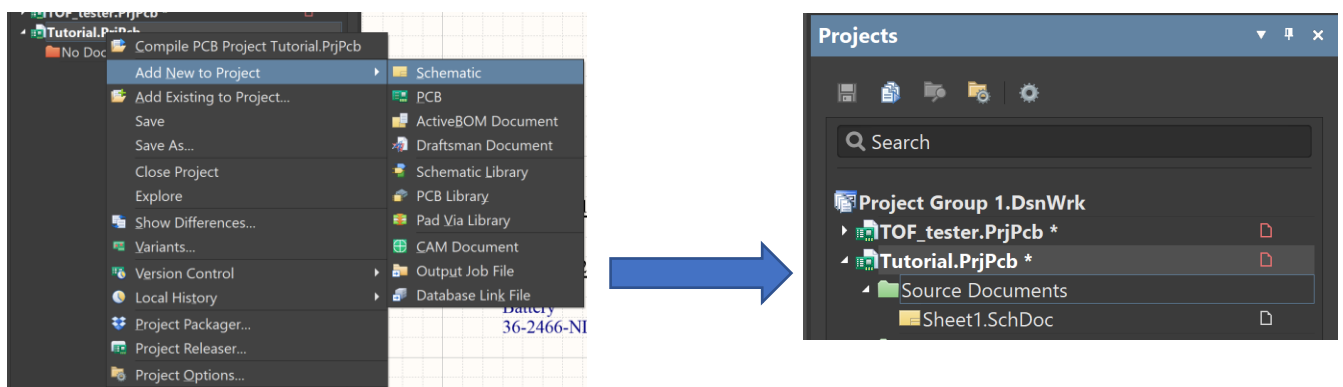 TOF_tester.PrjPcb *
Tutorial.PrjPcb
No Doc
Compile PCB Project Tutorial.PrjPcb
Add New to Project
Add Existing to Project...
Save
Save As...
Close Project
Explore
Show Differences...
Variants...
Version Control
Local History
Project Packager...
Project Releaser...
Project Options...
Schematic
PCB
ActiveBOM Document
Draftsman Document
Schematic Library
PCB Library
Pad Via Library
CAM Document
Output Job File
Database Link File
Battery
36-2466-ND
Projects
Search
Project Group 1.DsnWrk
TOF_tester.PrjPcb *
Tutorial.PrjPcb *
Source Documents
Sheet1.SchDoc